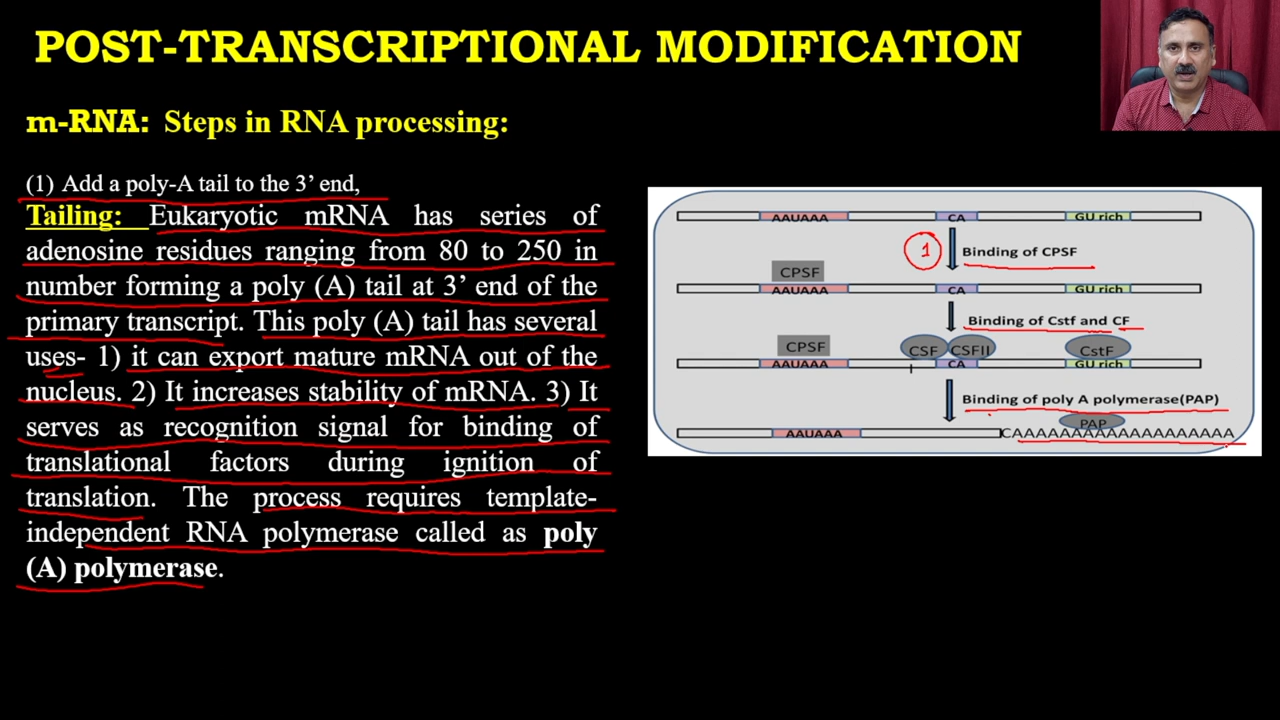 POST-TRANSCRIPTIONAL MODIFICATION
m-RNA: Steps in RNA processing:
(1) Add a poly-A tail to the 3’ end,
Tailing: Eukaryotic mRNA has series of
adenosine residues ranging from 80 to 250 in
number forming a poly (A) tail at 3’ end of the
primary transcript. This poly (A) tail has several
uses- 1) it can export mature mRNA out of the
nucleus. 2) It increases stability of mRNA. 3) It
serves as recognition signal for binding of
translational factors during ignition of
translation. The process requires template-
independent RNA polymerase called as poly
(A) polymerase.
AAUAAA CA GU rich
1 Binding of CPSF
CPSF
AAUAAA CA GU rich
Binding of Cstf and CF
CPSF CSF CSFII CstF
AAUAAA CA GU rich
Binding of poly A polymerase(PAP)
PAP
AAUAAA CAAAAAAAAAAAAAAAAAAA